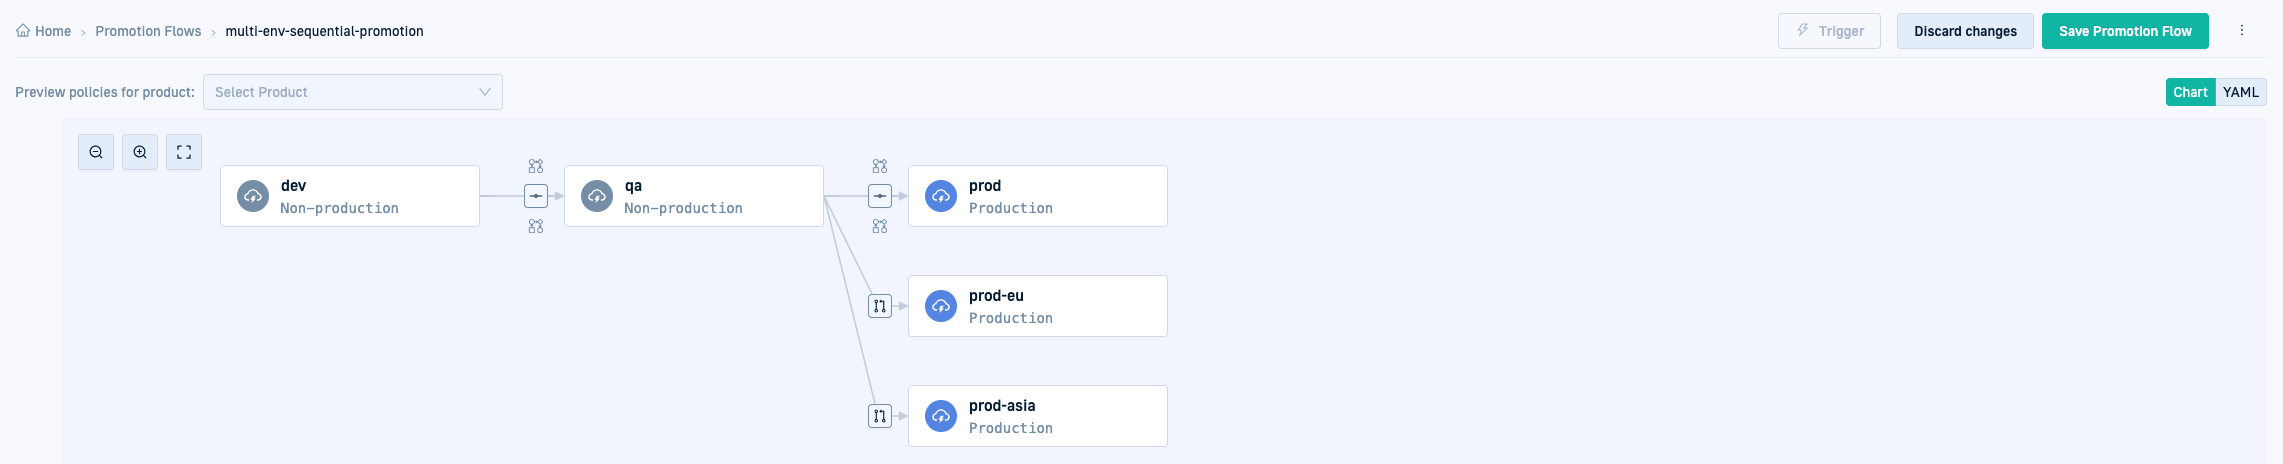 Home › Promotion Flows › multi-env-sequential-promotion
Trigger
Discard changes
Save Promotion Flow
Preview policies for product: Select Product
Chart YAML
dev
Non-production
qa
Non-production
prod
Production
prod-eu
Production
prod-asia
Production